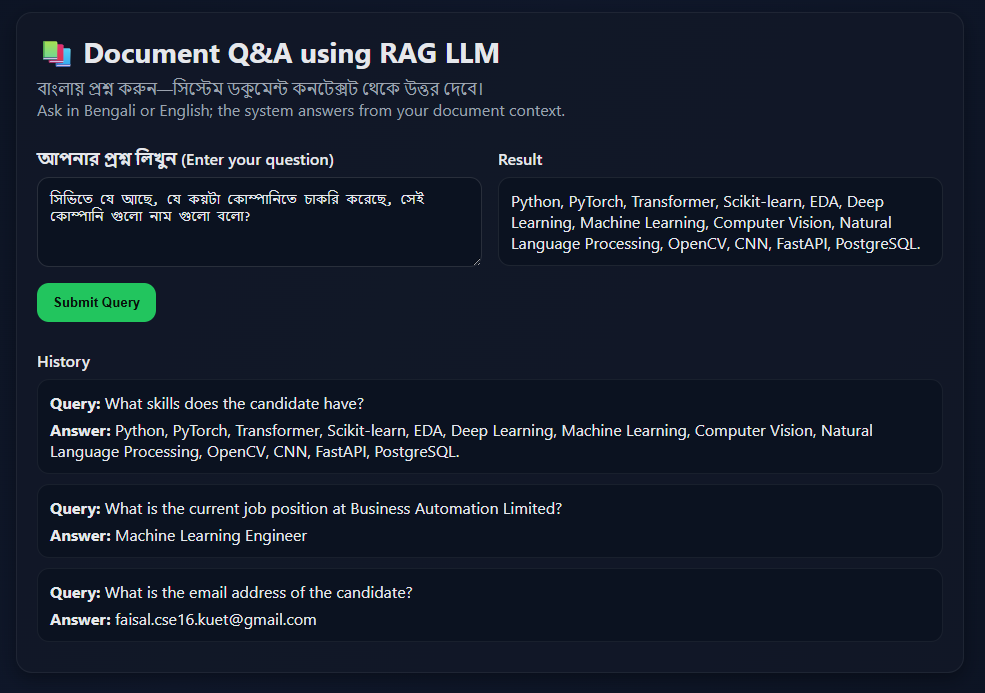 Document Q&A using RAG LLM
বাংলায় প্রশ্ন করুন—সিস্টেম ডকুমেন্ট কনটেক্সট থেকে উত্তর দেবে।
Ask in Bengali or English; the system answers from your document context.
আপনার প্রশ্ন লিখুন (Enter your question)
সিভিতে যে আছে, যে কয়টা কোম্পানিতে চাকরি করেছে, সেই
কোম্পানি গুলো নাম গুলো বলো?
Submit Query
Result
Python, PyTorch, Transformer, Scikit-learn, EDA, Deep
Learning, Machine Learning, Computer Vision, Natural
Language Processing, OpenCV, CNN, FastAPI, PostgreSQL.
History
Query: What skills does the candidate have?
Answer: Python, PyTorch, Transformer, Scikit-learn, EDA, Deep Learning, Machine Learning, Computer Vision, Natural
Language Processing, OpenCV, CNN, FastAPI, PostgreSQL.
Query: What is the current job position at Business Automation Limited?
Answer: Machine Learning Engineer
Query: What is the email address of the candidate?
Answer: faisal.cse16.kuet@gmail.com